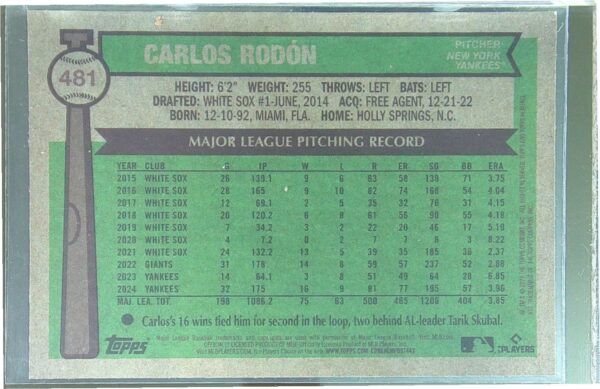 481
CARLOS RODÓN
PITCHER
NEW YORK
YANKEES
HEIGHT: 6'2" WEIGHT: 255 THROWS: LEFT BATS: LEFT
DRAFTED: WHITE SOX #1-JUNE, 2014 ACQ: FREE AGENT, 12-21-22
BORN: 12-10-92, MIAMI, FLA. HOME: HOLLY SPRINGS, N.C.
MAJOR LEAGUE PITCHING RECORD
YEAR CLUB G IP W L R ER SO BB ERA
2015 WHITE SOX 26 139.1 9 6 63 58 139 71 3.75
2016 WHITE SOX 28 165 9 10 82 74 168 54 4.04
2017 WHITE SOX 12 69.1 2 5 35 32 76 31 4.15
2018 WHITE SOX 20 120.2 6 8 61 56 90 55 4.18
2019 WHITE SOX 7 34.2 3 2 22 20 46 17 5.19
2020 WHITE SOX 4 7.2 0 2 7 7 6 3 8.22
2021 WHITE SOX 24 132.2 13 5 39 35 185 36 2.37
2022 GIANTS 31 178 14 8 59 57 237 52 2.88
2023 YANKEES 14 64.1 3 8 51 49 64 28 6.85
2024 YANKEES 32 175 16 9 81 77 195 57 3.96
MAJ. LEA. TOT. 198 1086.2 75 63 500 465 1206 404 3.85
Carlos's 16 wins tied him for second in the loop, two behind AL-leader Tarik Skubal.
Topps
PLAYERS